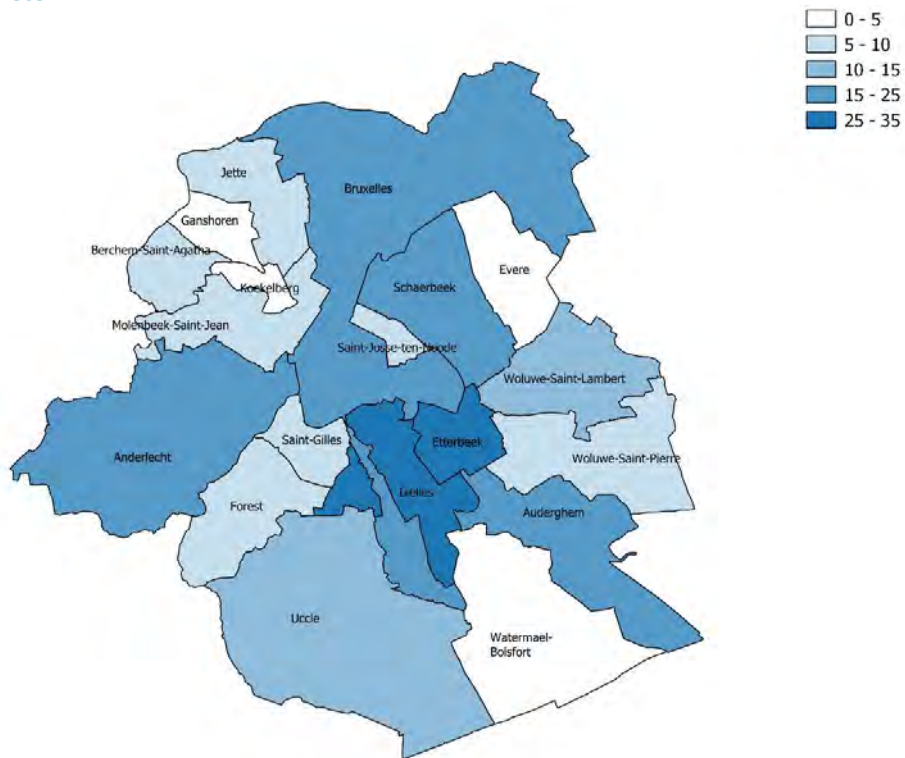 0 - 5
5 - 10
10 - 15
15 - 25
25 - 35
Jette
Bruxelles
Ganshoren
Berchem-Saint-Agatha
Evere
Koekelberg
Schaerbeek
Molenbeek-Saint-Jean
Saint-Josse-ten-Noode
Woluwe-Saint-Lambert
Saint-Gilles
Etterbeek
Anderlecht
Woluwe-Saint-Pierre
Ixelles
Forest
Auderghem
Uccle
Watermael-
Boisfort